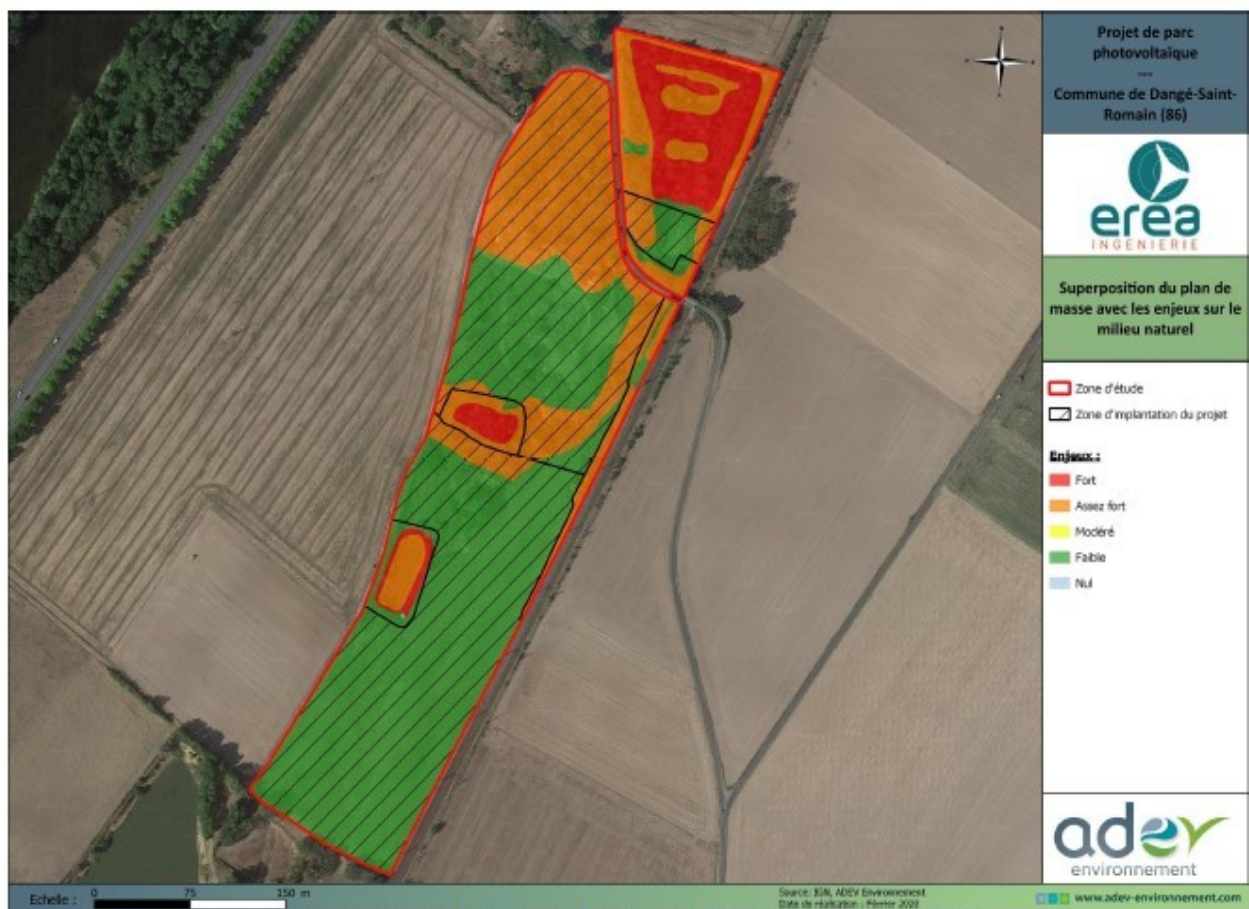 Projet de parc
photovoltaïque
---
Commune de Dangé-Saint-
Romain (86)
eréa
INGENIERIE
Superposition du plan de
masse avec les enjeux sur le
milieu naturel
Zone d'étude
Zone d'implantation du projet
Enjeux :
Fort
Assez fort
Modéré
Faible
Nul
adev
environnement
Echelle :
0 75 150 m
Source: IGN, ADEV Environnement
Date de réalisation : Février 2020
www.adev-environnement.com